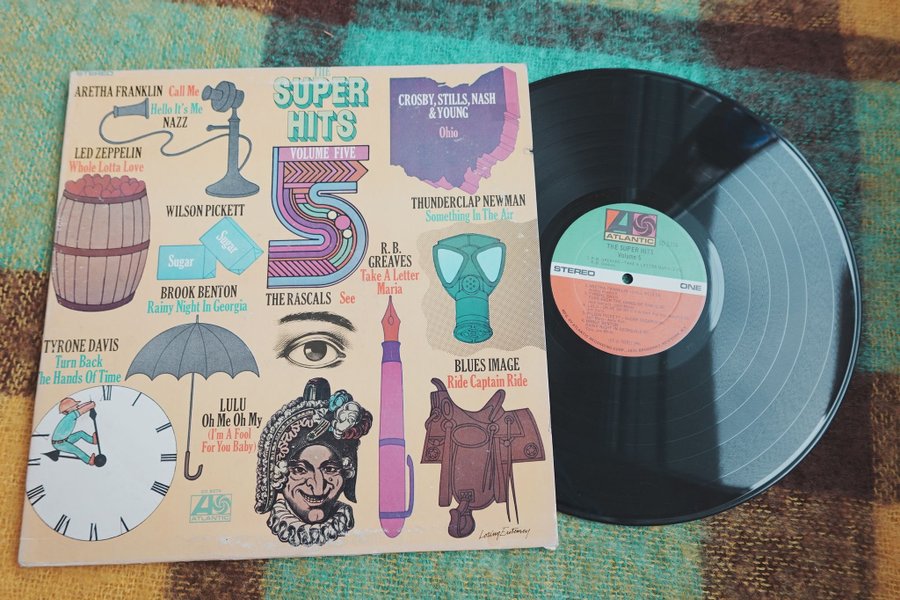 STEREO
THE
SUPER
HITS
VOLUME FIVE
5
ARETHA FRANKLIN Call Me
Hello It's Me
NAZZ
LED ZEPPELIN
Whole Lotta Love
WILSON PICKETT
Sugar
Sugar
BROOK BENTON
Rainy Night In Georgia
THE RASCALS See
R. B.
GREAVES
Take A Letter
Maria
CROSBY, STILLS, NASH
& YOUNG
Ohio
THUNDERCLAP NEWMAN
Something In The Air
TYRONE DAVIS
Turn Back
he Hands Of Time
LULU
Oh Me Oh My
(I'm A Fool
For You Baby)
BLUES IMAGE
Ride Captain Ride
ATLANTIC
ATLANTIC
THE SUPER HITS
Volume 5
STEREO
ONE